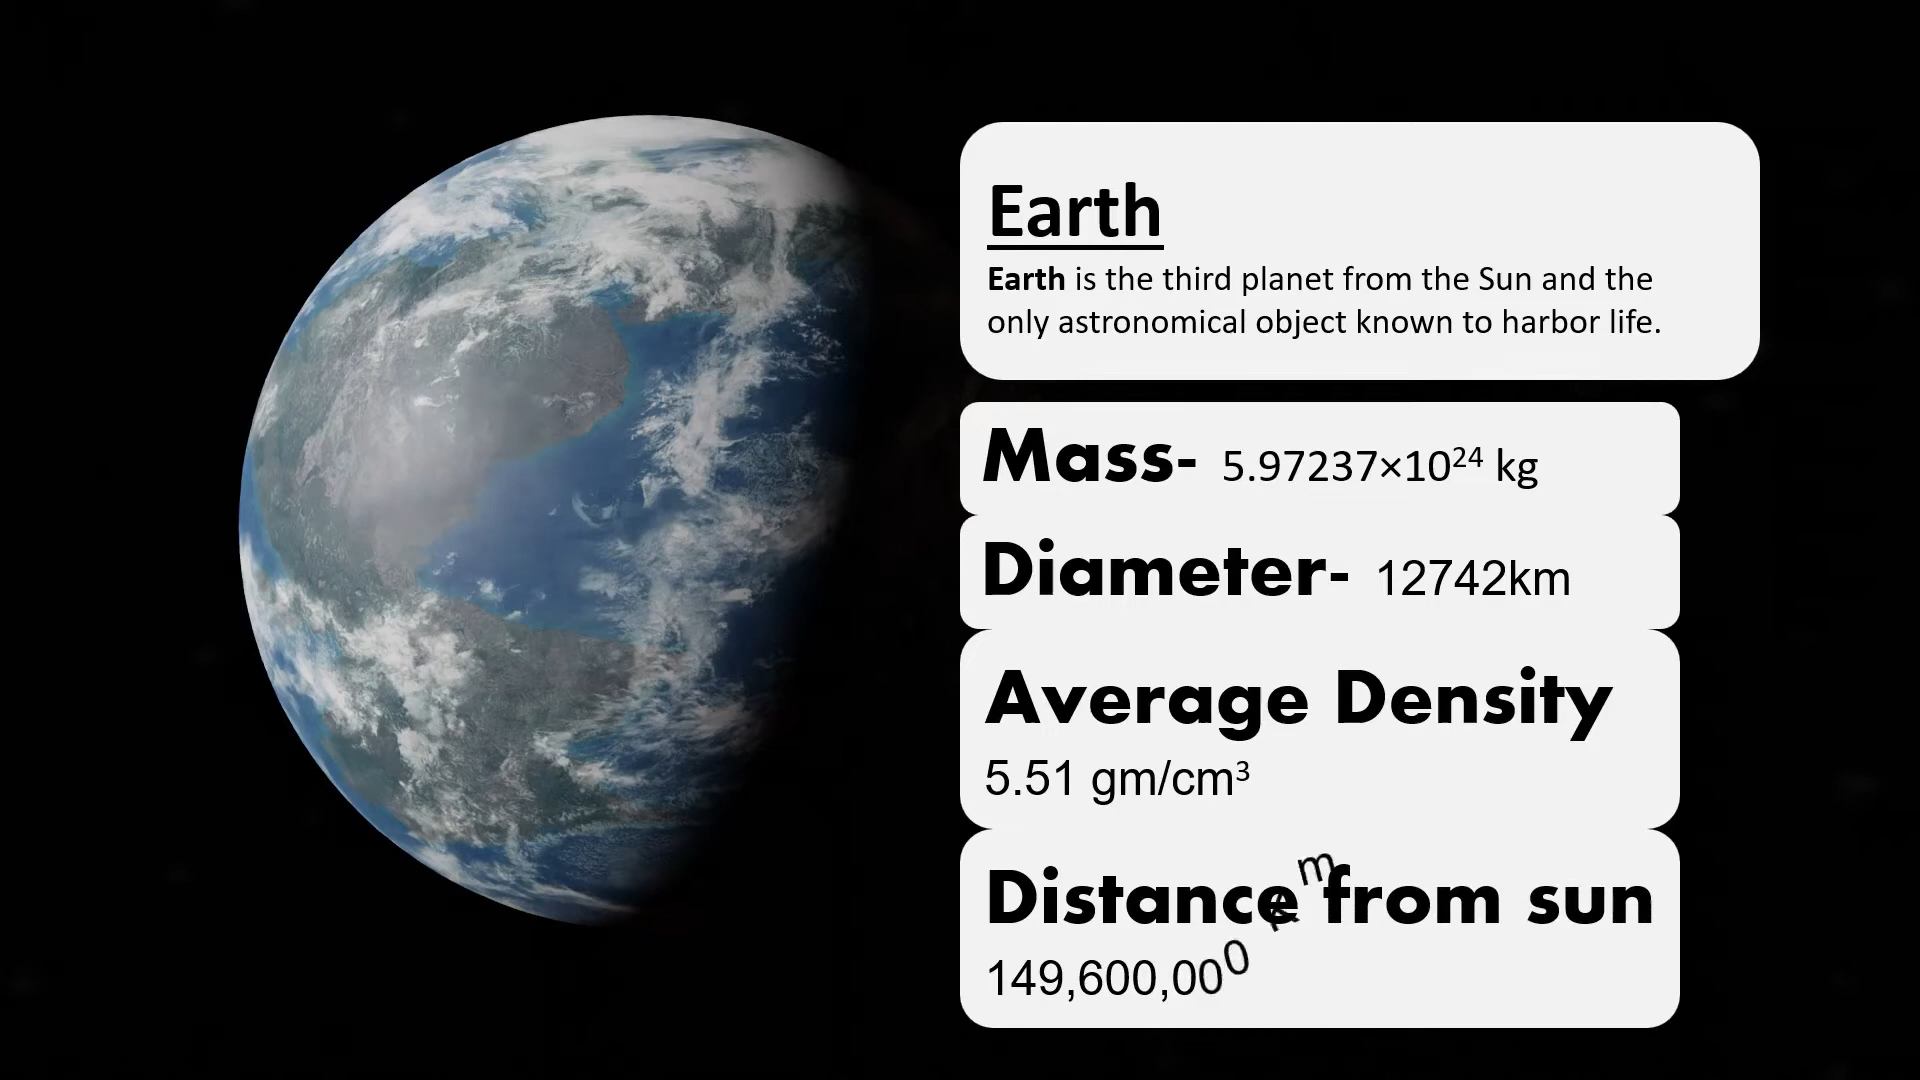 Earth
Earth is the third planet from the Sun and the
only astronomical object known to harbor life.
Mass- 5.97237×10²⁴ kg
Diameter- 12742km
Average Density
5.51 gm/cm³
Distance from sun
149,600,000 km